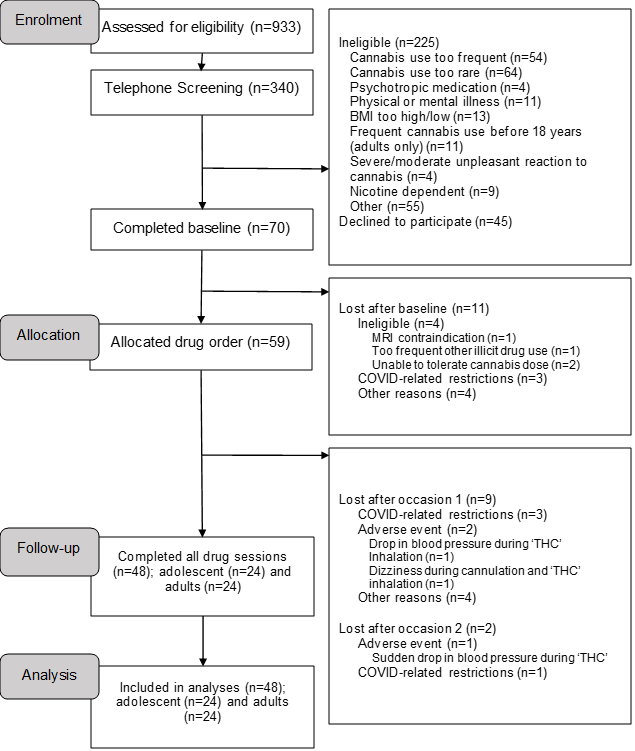 Enrolment
Assessed for eligibility (n=933)
Telephone Screening (n=340)
Ineligible (n=225)
Cannabis use too frequent (n=54)
Cannabis use too rare (n=64)
Psychotropic medication (n=4)
Physical or mental illness (n=11)
BMI too high/low (n=13)
Frequent cannabis use before 18 years
(adults only) (n=11)
Severe/moderate unpleasant reaction to
cannabis (n=4)
Nicotine dependent (n=9)
Other (n=55)
Declined to participate (n=45)
Completed baseline (n=70)
Lost after baseline (n=11)
Ineligible (n=4)
MRI contraindication (n=1)
Too frequent other illicit drug use (n=1)
Unable to tolerate cannabis dose (n=2)
COVID-related restrictions (n=3)
Other reasons (n=4)
Allocation
Allocated drug order (n=59)
Lost after occasion 1 (n=9)
COVID-related restrictions (n=3)
Adverse event (n=2)
Drop in blood pressure during ‘THC’
Inhalation (n=1)
Dizziness during cannulation and ‘THC’
inhalation (n=1)
Other reasons (n=4)
Lost after occasion 2 (n=2)
Adverse event (n=1)
Sudden drop in blood pressure during ‘THC’
COVID-related restrictions (n=1)
Follow-up
Completed all drug sessions
(n=48); adolescent (n=24) and
adults (n=24)
Analysis
Included in analyses (n=48);
adolescent (n=24) and adults
(n=24)